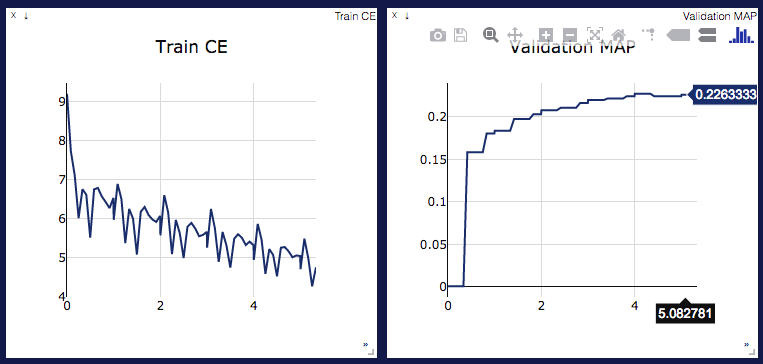 X ↓ Train CE
Train CE
9
8
7
6
5
4
0 2 4
»
X ↓ Validation MAP
Validation MAP
0.2263333
0.2
0.15
0.1
0.05
0
0 2 4
5.082781
»